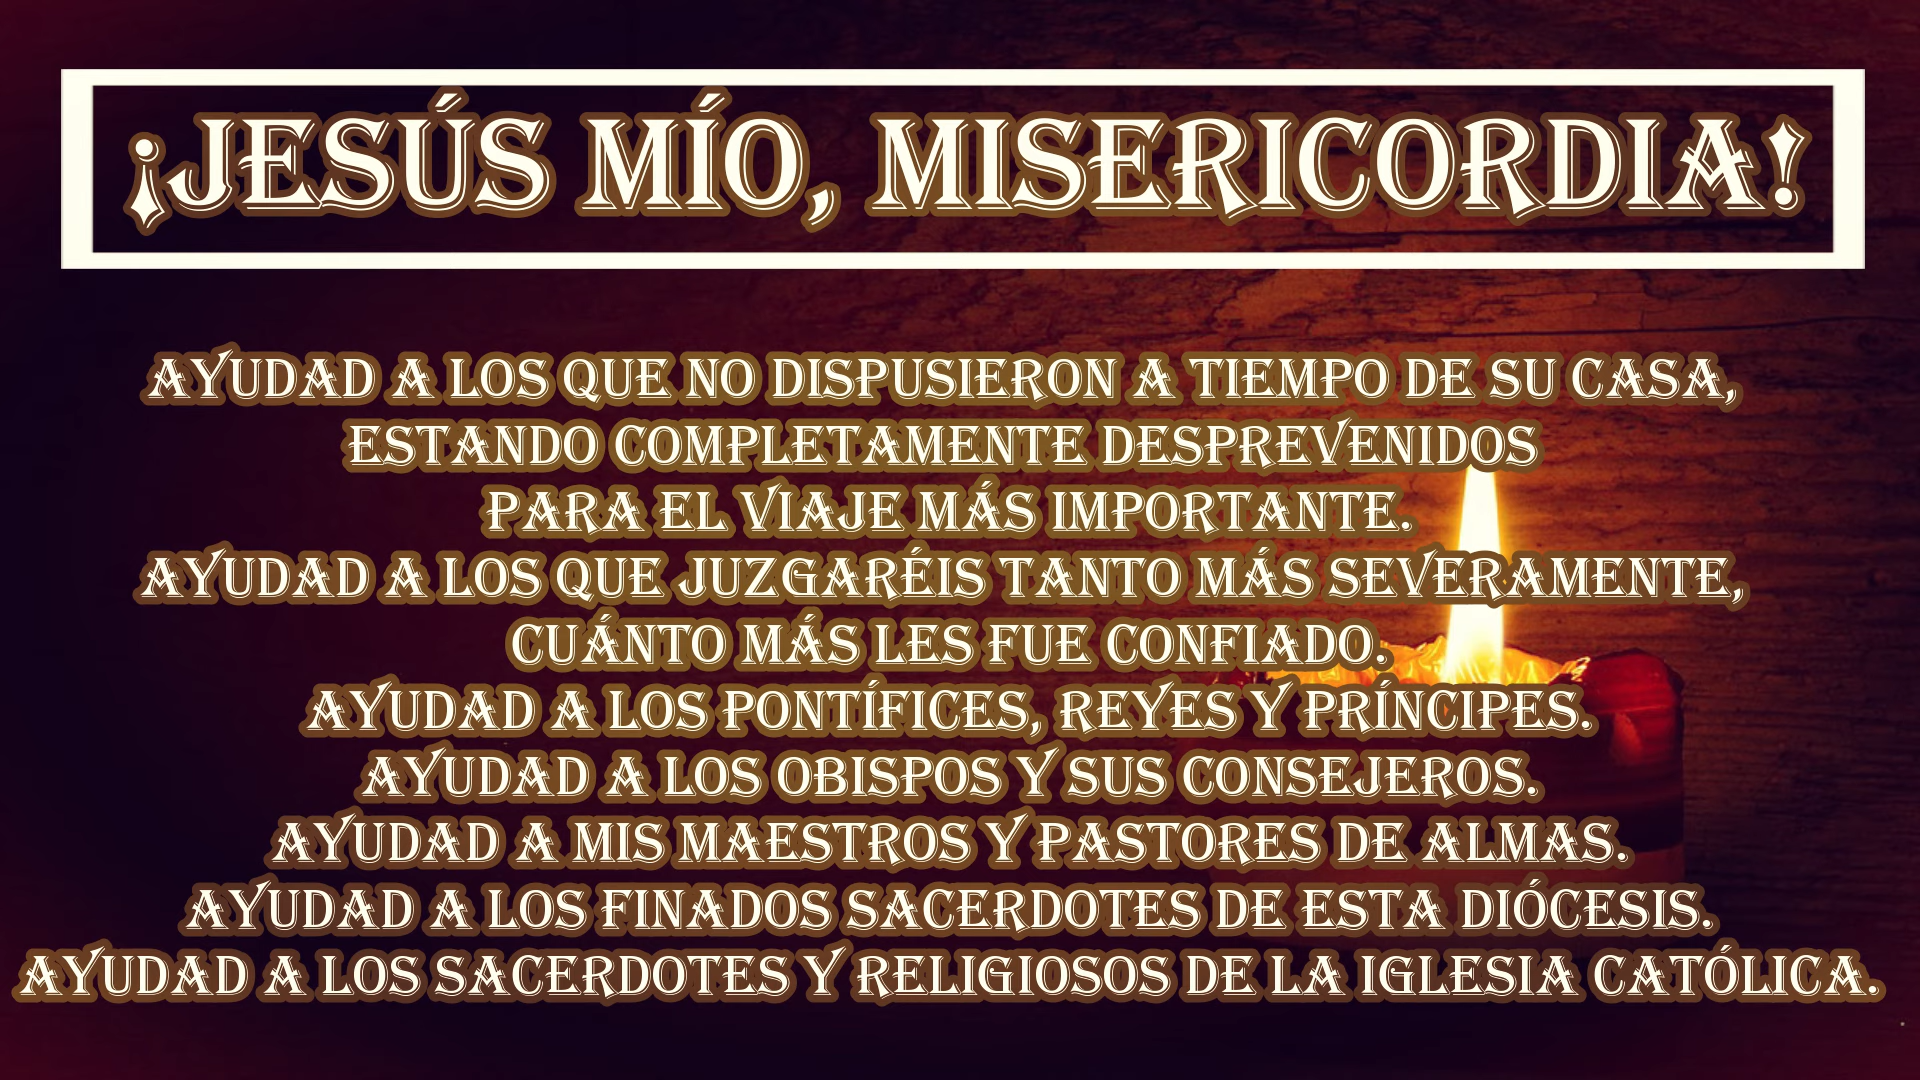 ¡JESÚS MÍO, MISERICORDIA!
AYUDAD A LOS QUE NO DISPUSIERON A TIEMPO DE SU CASA,
ESTANDO COMPLETAMENTE DESPREVENIDOS
PARA EL VIAJE MÁS IMPORTANTE.
AYUDAD A LOS QUE JUZGARÉIS TANTO MÁS SEVERAMENTE,
CUÁNTO MÁS LES FUE CONFIADO.
AYUDAD A LOS PONTÍFICES, REYES Y PRÍNCIPES.
AYUDAD A LOS OBISPOS Y SUS CONSEJEROS.
AYUDAD A MIS MAESTROS Y PASTORES DE ALMAS.
AYUDAD A LOS FINADOS SACERDOTES DE ESTA DIÓCESIS.
AYUDAD A LOS SACERDOTES Y RELIGIOSOS DE LA IGLESIA CATÓLICA.